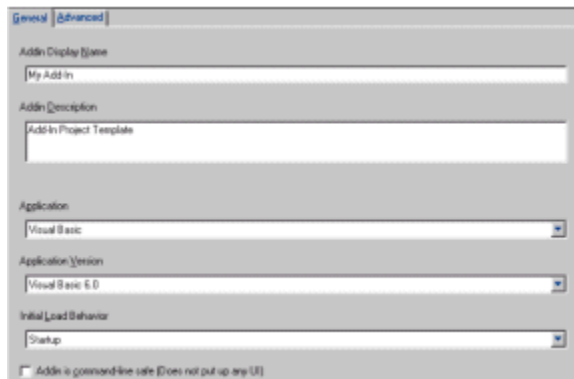 General Advanced
Addin Display Name
My Add-In
Addin Description
Add-In Project Template
Application
Visual Basic
Application Version
Visual Basic 6.0
Initial Load Behavior
Startup
Addin is command-line safe (Does not put up any UI)